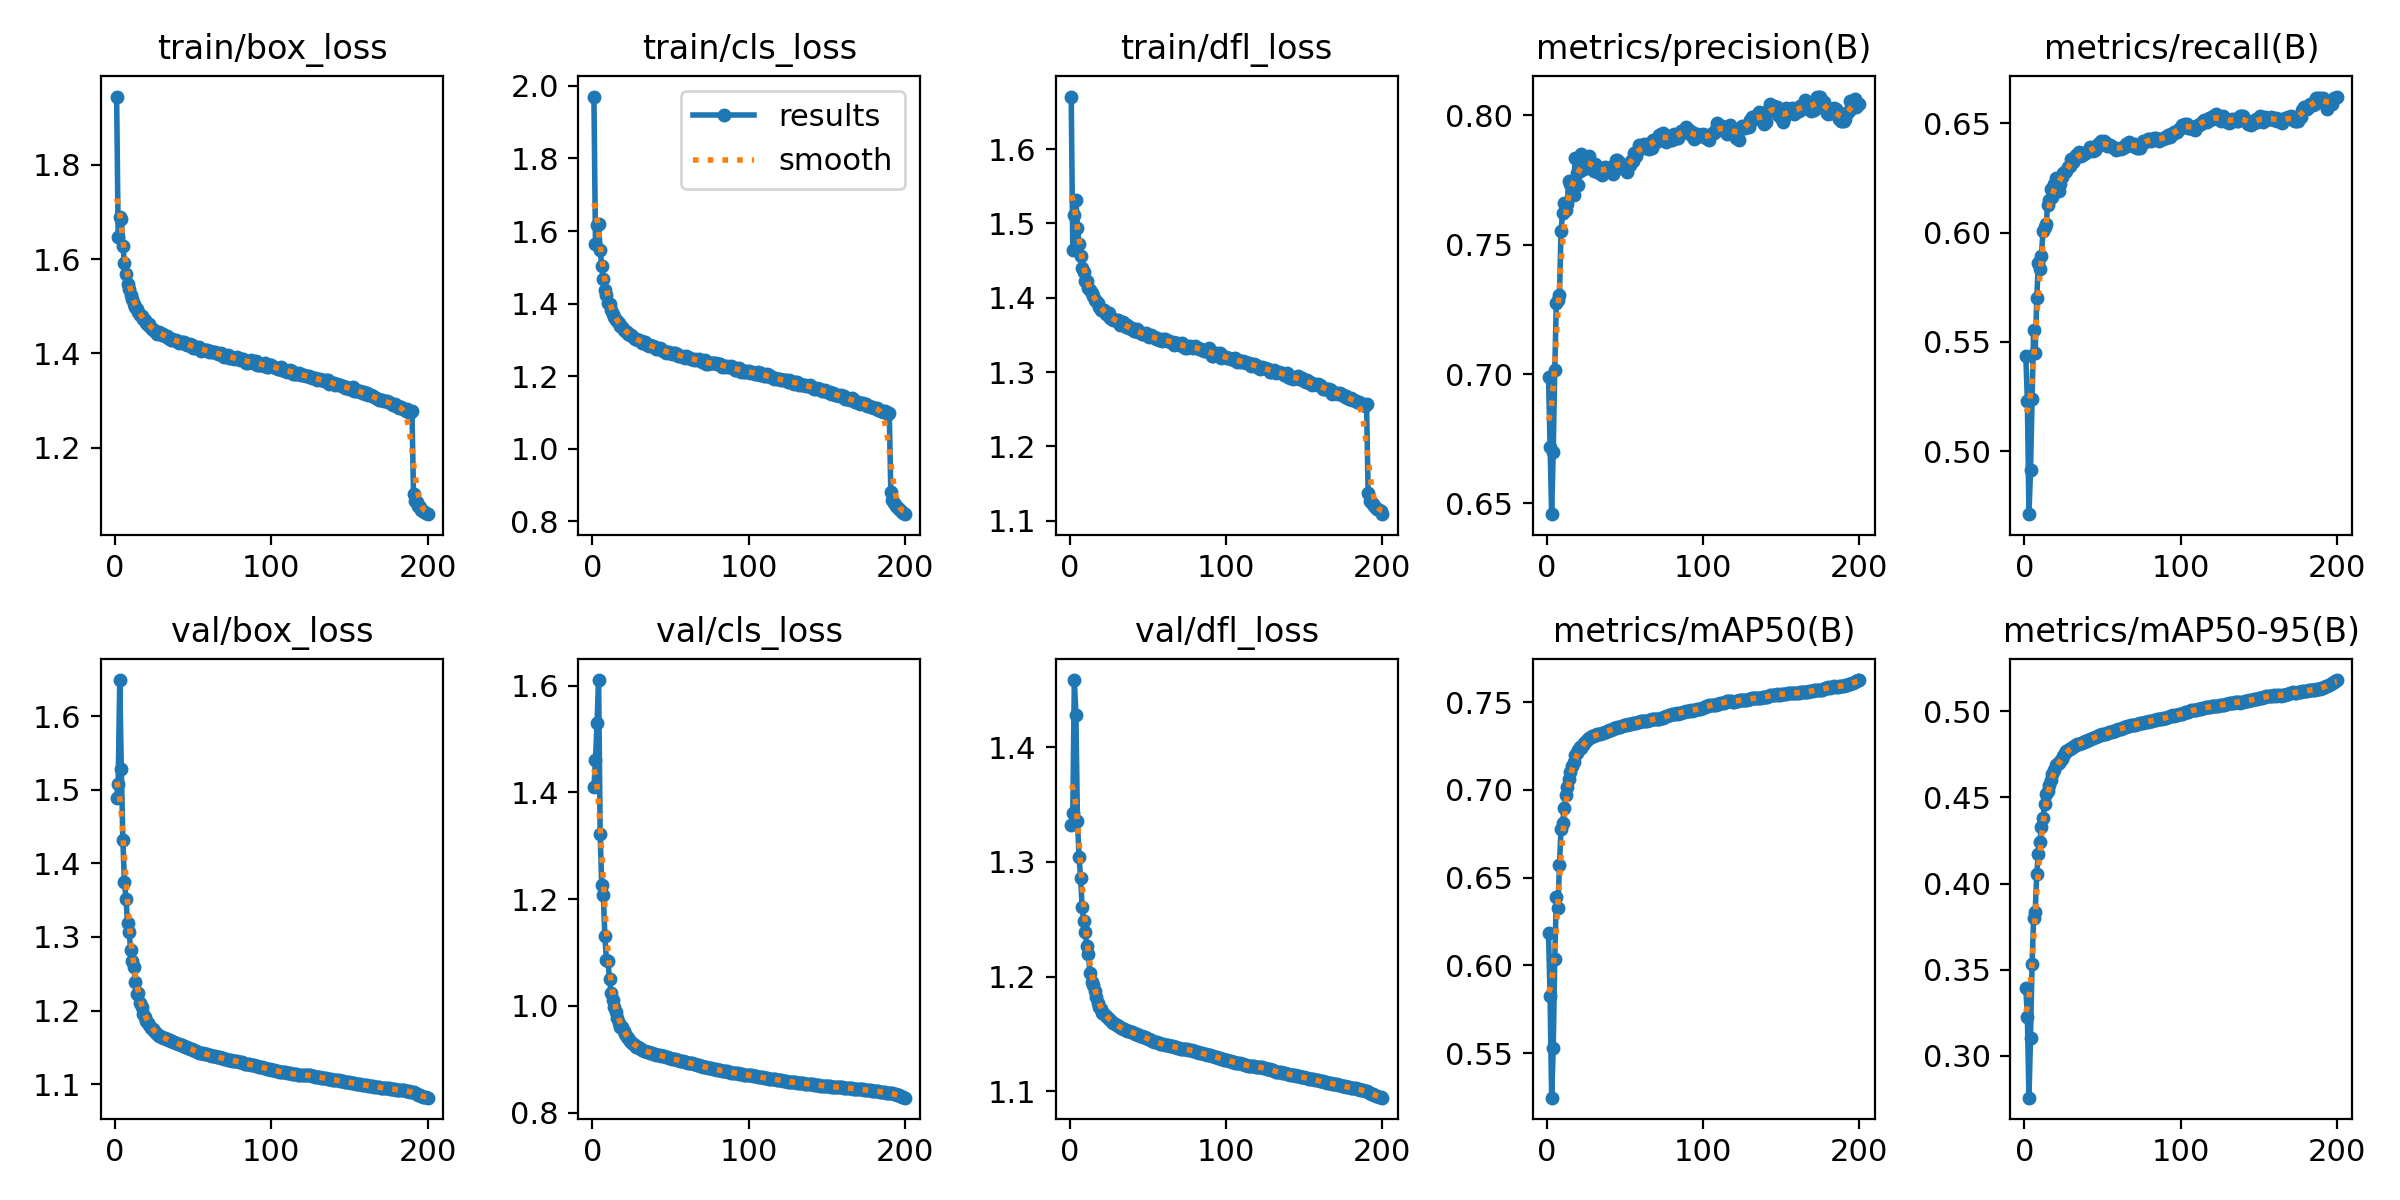 train/box_loss
1.8
1.6
1.4
1.2
0 100 200
train/cls_loss
results
smooth
2.0
1.8
1.6
1.4
1.2
1.0
0.8
0 100 200
train/dfl_loss
1.6
1.5
1.4
1.3
1.2
1.1
0 100 200
metrics/precision(B)
0.80
0.75
0.70
0.65
0 100 200
metrics/recall(B)
0.65
0.60
0.55
0.50
0 100 200
val/box_loss
1.6
1.5
1.4
1.3
1.2
1.1
0 100 200
val/cls_loss
1.6
1.4
1.2
1.0
0.8
0 100 200
val/dfl_loss
1.4
1.3
1.2
1.1
0 100 200
metrics/mAP50(B)
0.75
0.70
0.65
0.60
0.55
0 100 200
metrics/mAP50-95(B)
0.50
0.45
0.40
0.35
0.30
0 100 200